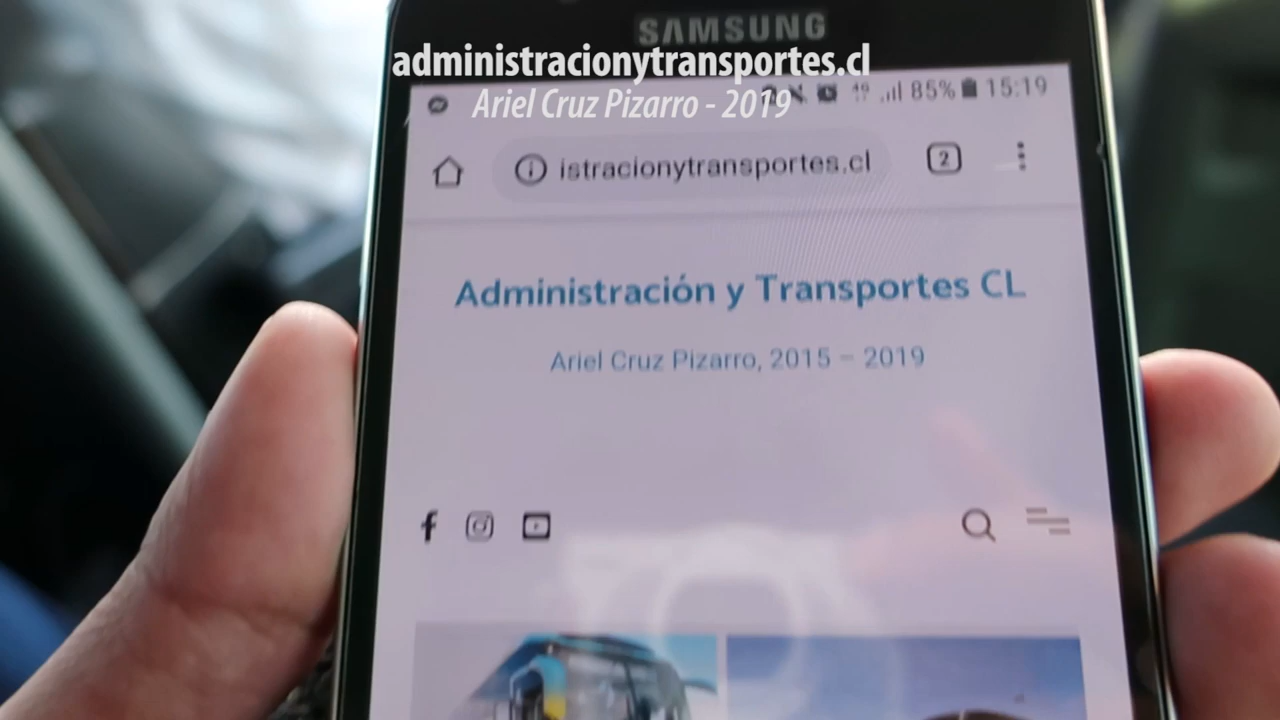 SAMSUNG
administracionytransportes.cl
Ariel Cruz Pizarro - 2019
4G 85% 15:19
istracionytransportes.cl 2
Administración y Transportes CL
Ariel Cruz Pizarro, 2015 – 2019